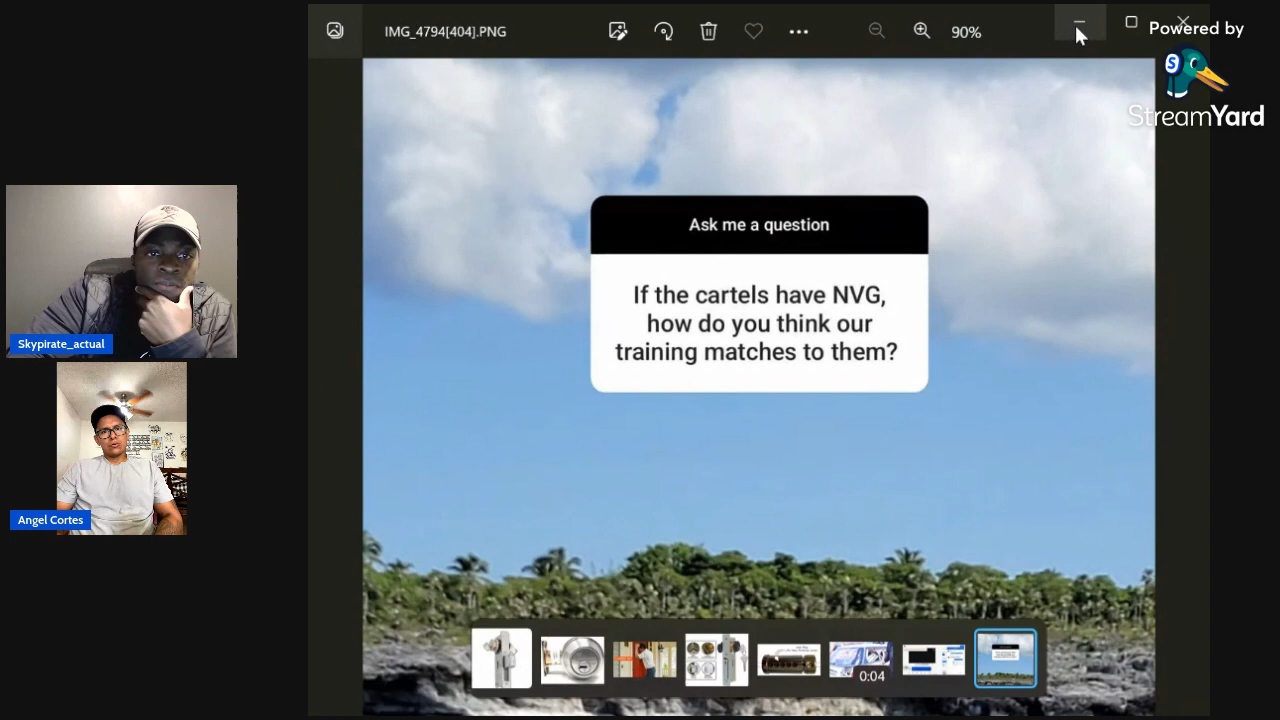 IMG_4794[404].PNG
90%
Powered by
S
StreamYard
Ask me a question
If the cartels have NVG,
how do you think our
training matches to them?
Skypirate_actual
Angel Cortes
0:04